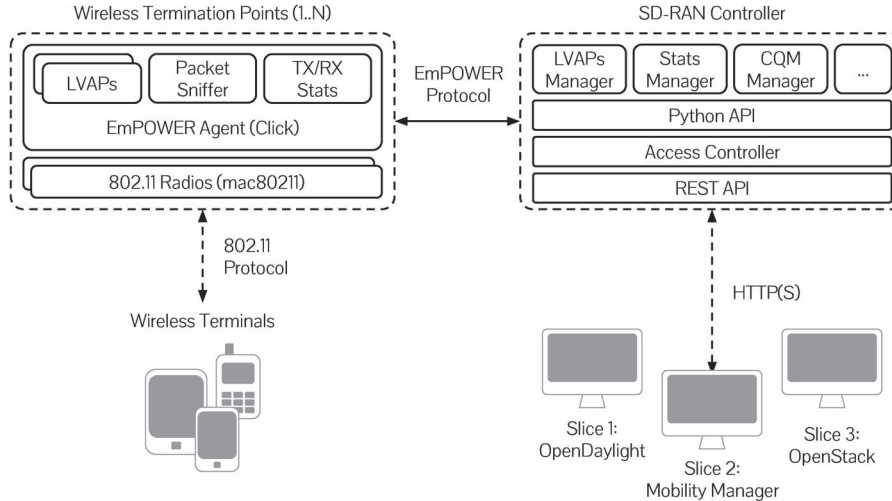 Wireless Termination Points (1..N)
LVAPs
Packet
Sniffer
TX/RX
Stats
EmPOWER Agent (Click)
802.11 Radios (mac80211)
EmPOWER
Protocol
SD-RAN Controller
LVAPs
Manager
Stats
Manager
CQM
Manager
...
Python API
Access Controller
REST API
802.11
Protocol
Wireless Terminals
HTTP(S)
Slice 1:
OpenDaylight
Slice 2:
Mobility Manager
Slice 3:
OpenStack